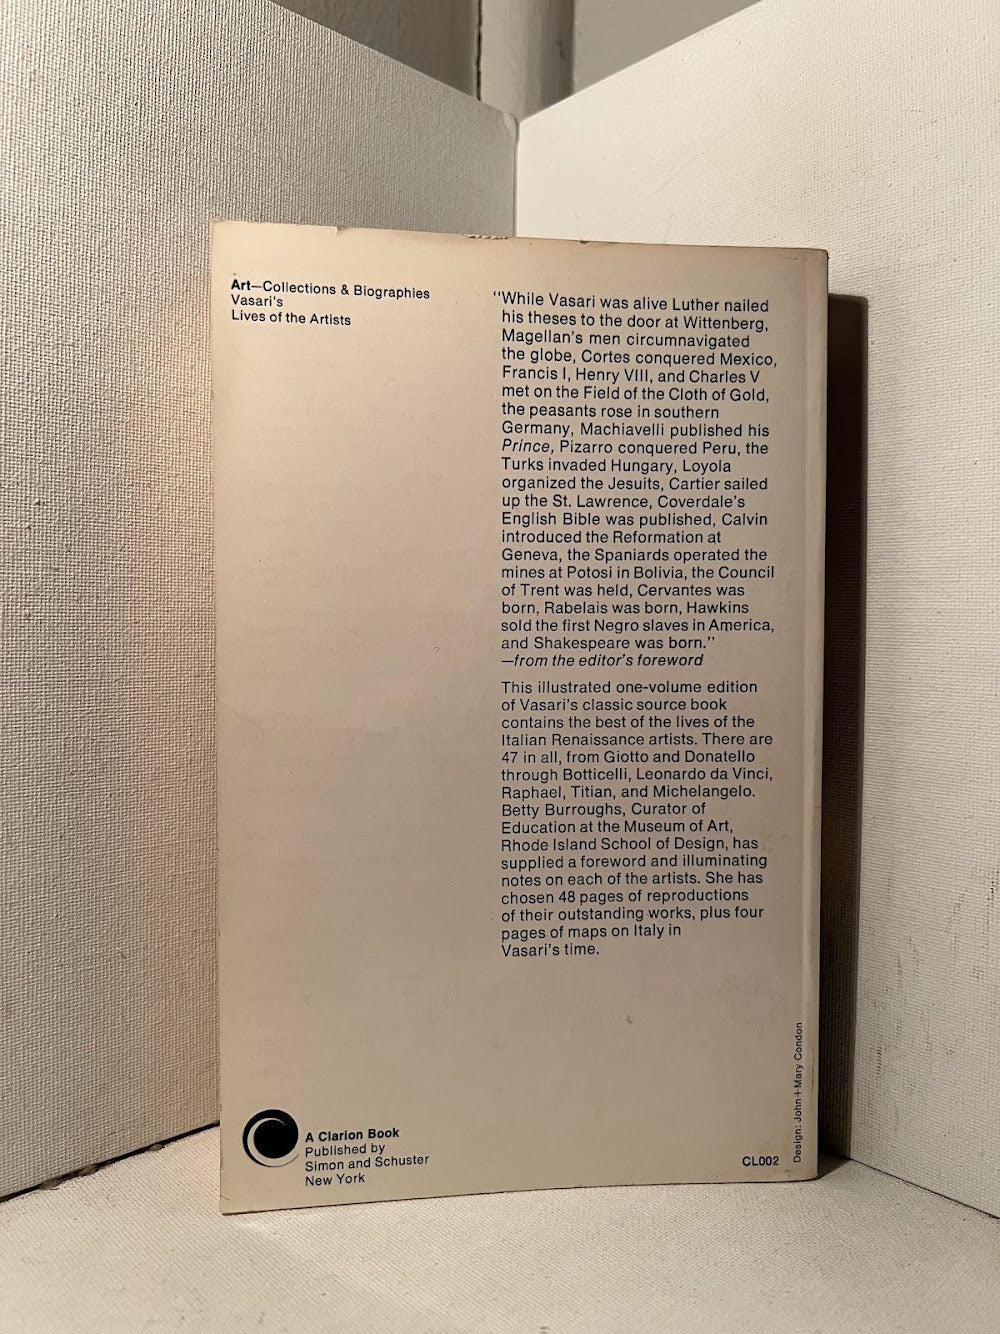 Art—Collections & Biographies
Vasari's
Lives of the Artists
"While Vasari was alive Luther nailed
his theses to the door at Wittenberg,
Magellan's men circumnavigated
the globe, Cortes conquered Mexico,
Francis I, Henry VIII, and Charles V
met on the Field of the Cloth of Gold,
the peasants rose in southern
Germany, Machiavelli published his
Prince, Pizarro conquered Peru, the
Turks invaded Hungary, Loyola
organized the Jesuits, Cartier sailed
up the St. Lawrence, Coverdale's
English Bible was published, Calvin
introduced the Reformation at
Geneva, the Spaniards operated the
mines at Potosi in Bolivia, the Council
of Trent was held, Cervantes was
born, Rabelais was born, Hawkins
sold the first Negro slaves in America,
and Shakespeare was born."
—from the editor's foreword
This illustrated one-volume edition
of Vasari's classic source book
contains the best of the lives of the
Italian Renaissance artists. There are
47 in all, from Giotto and Donatello
through Botticelli, Leonardo da Vinci,
Raphael, Titian, and Michelangelo.
Betty Burroughs, Curator of
Education at the Museum of Art,
Rhode Island School of Design, has
supplied a foreword and illuminating
notes on each of the artists. She has
chosen 48 pages of reproductions
of their outstanding works, plus four
pages of maps on Italy in
Vasari's time.
A Clarion Book
Published by
Simon and Schuster
New York
CL002
Design: John + Mary Condon